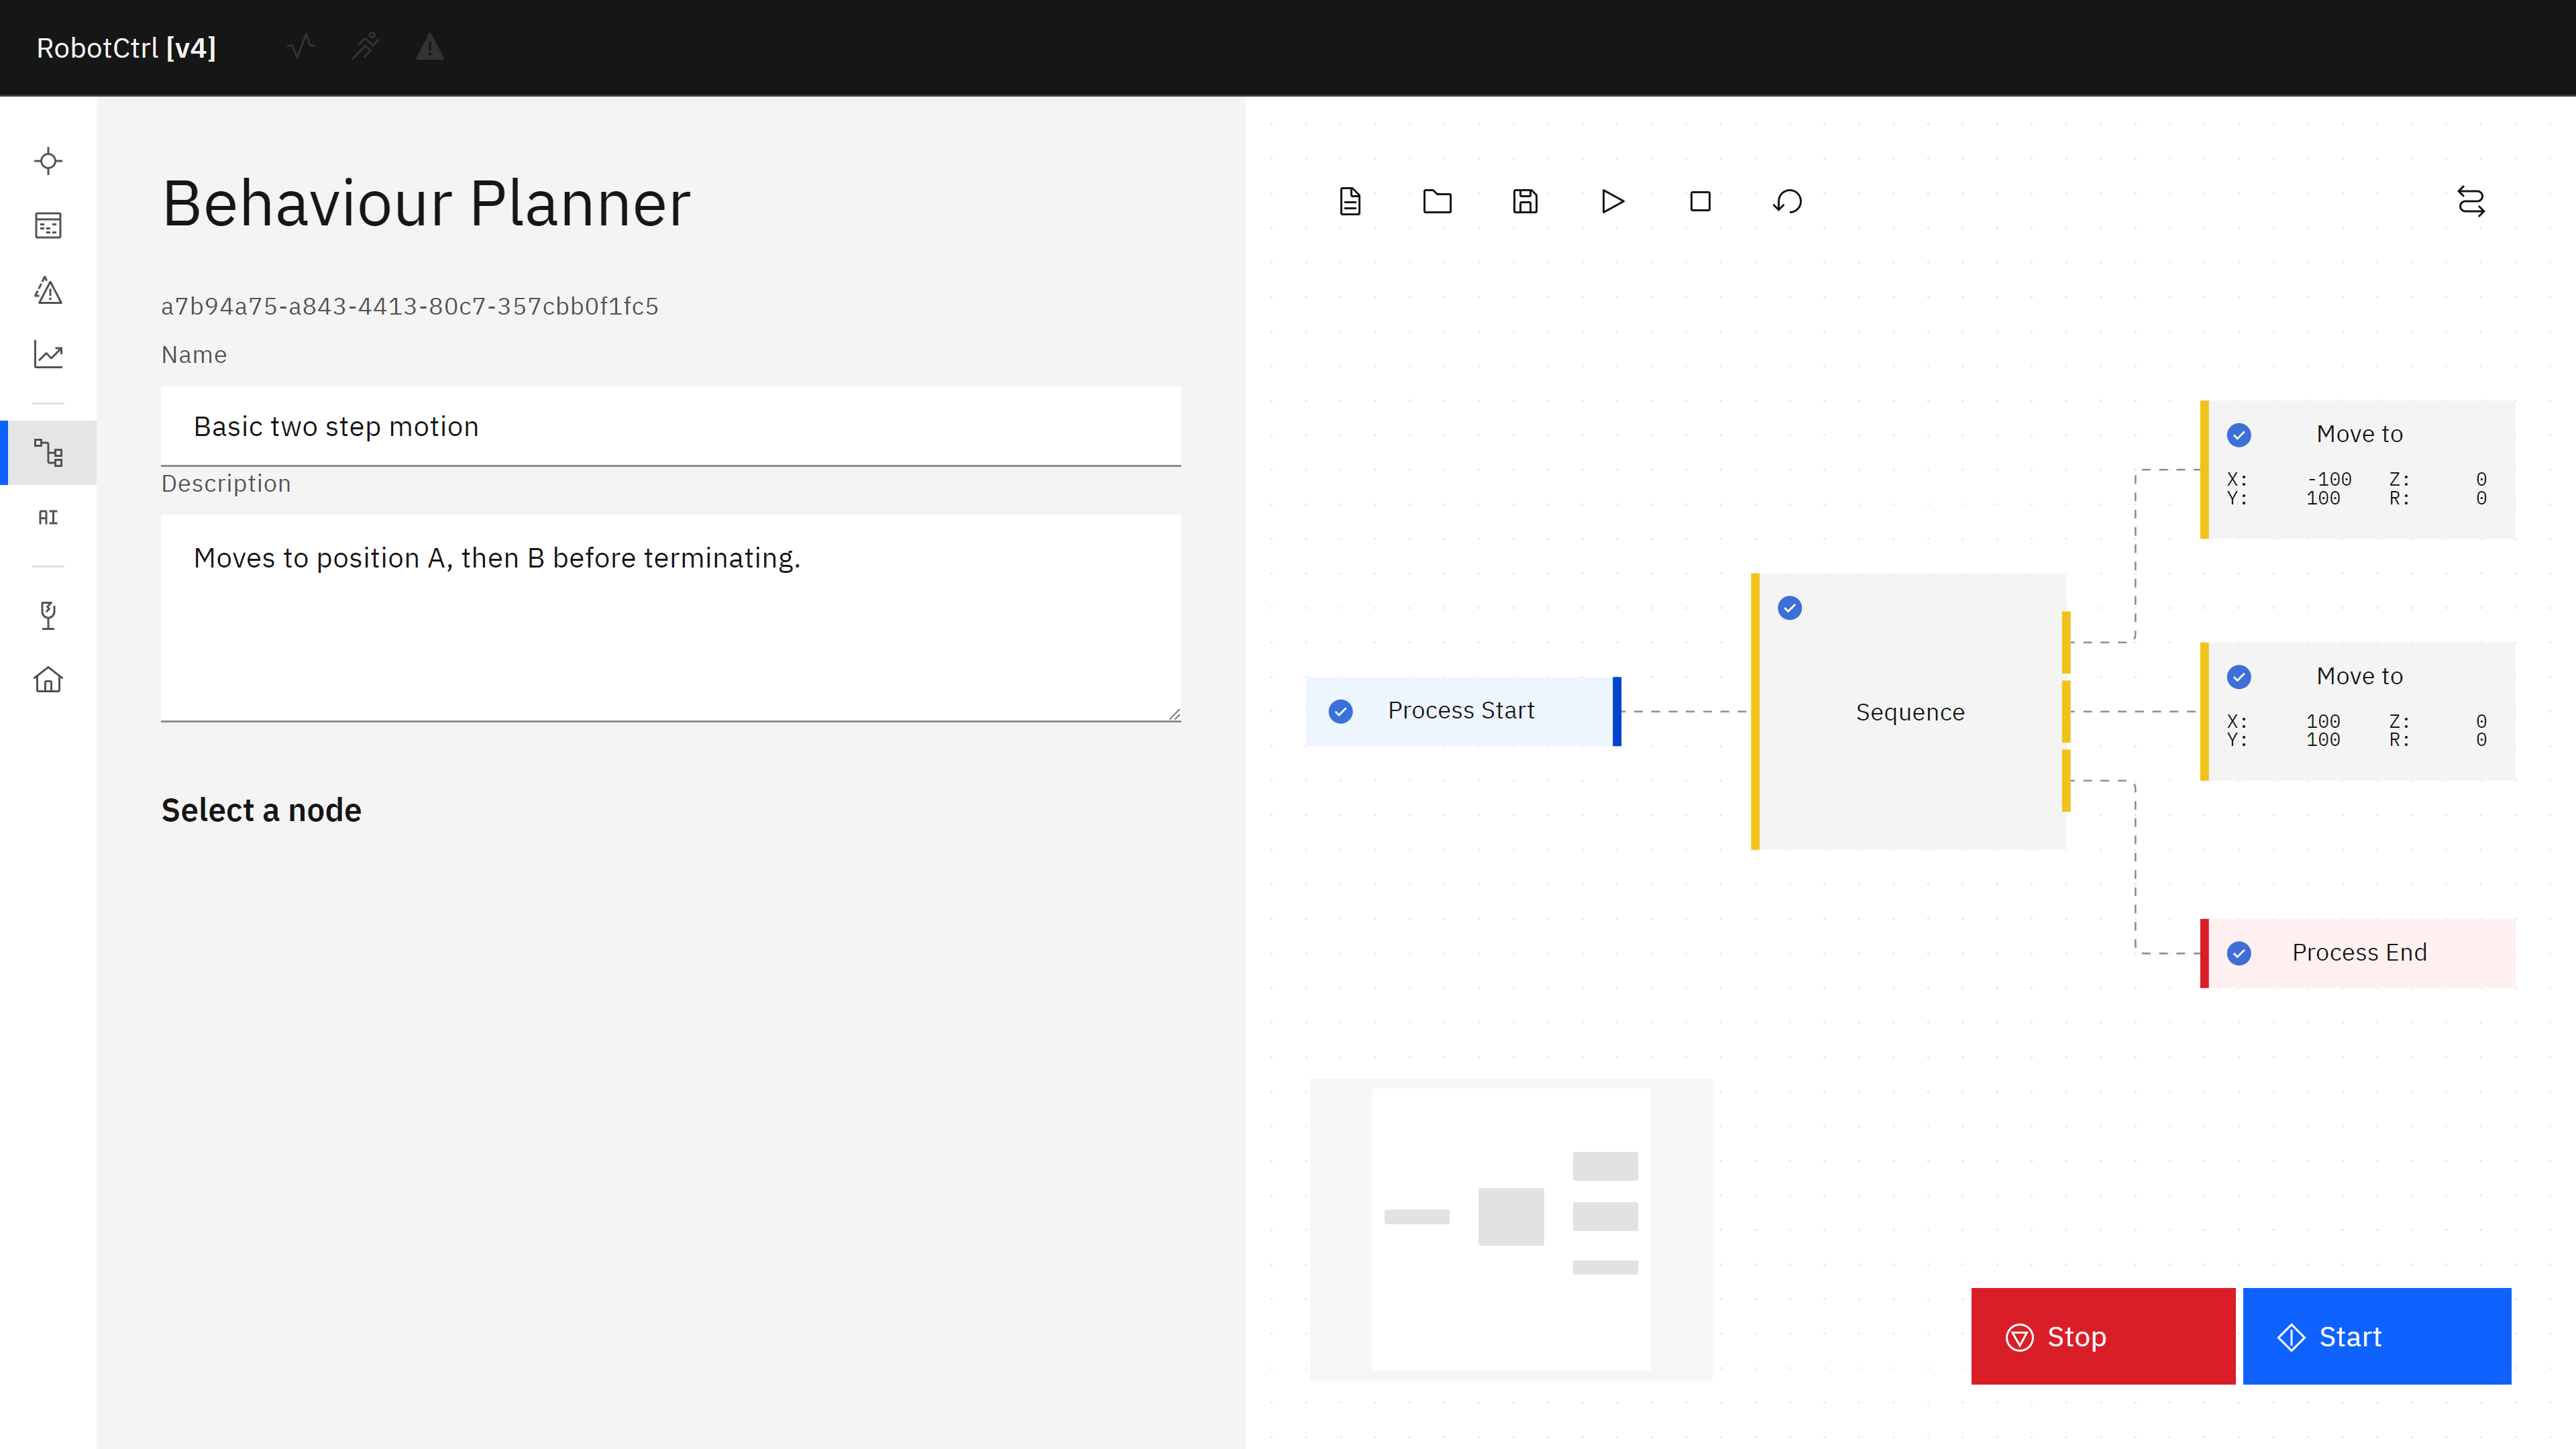 RobotCtrl [v4]
Behaviour Planner
a7b94a75-a843-4413-80c7-357cbb0f1fc5
Name
Basic two step motion
Description
Moves to position A, then B before terminating.
Select a node
AI
Process Start
Sequence
Move to
X: -100 Z: 0
Y: 100 R: 0
Move to
X: 100 Z: 0
Y: 100 R: 0
Process End
Stop
Start